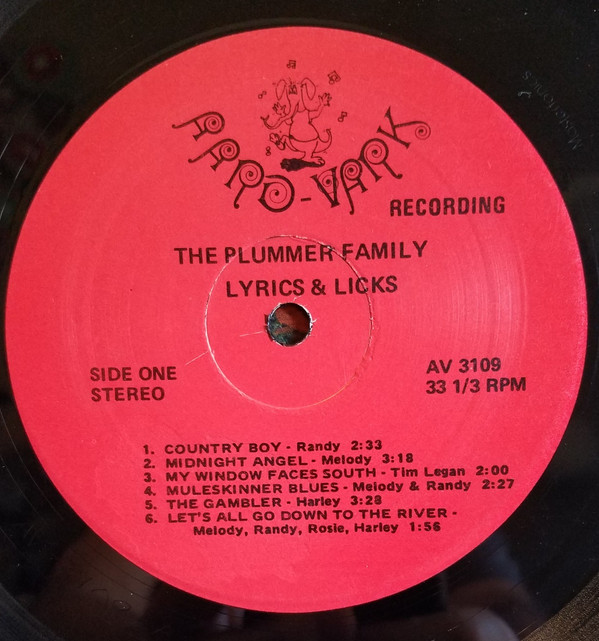 AARD-VARK
RECORDING
THE PLUMMER FAMILY
LYRICS & LICKS
SIDE ONE
STEREO
AV 3109
33 1/3 RPM
1. COUNTRY BOY - Randy 2:33
2. MIDNIGHT ANGEL - Melody 3:18
3. MY WINDOW FACES SOUTH - Tim Legan 2:00
4. MULESKINNER BLUES - Melody & Randy 2:27
5. THE GAMBLER - Harley 3:28
6. LET'S ALL GO DOWN TO THE RIVER -
Melody, Randy, Rosie, Harley 1:56